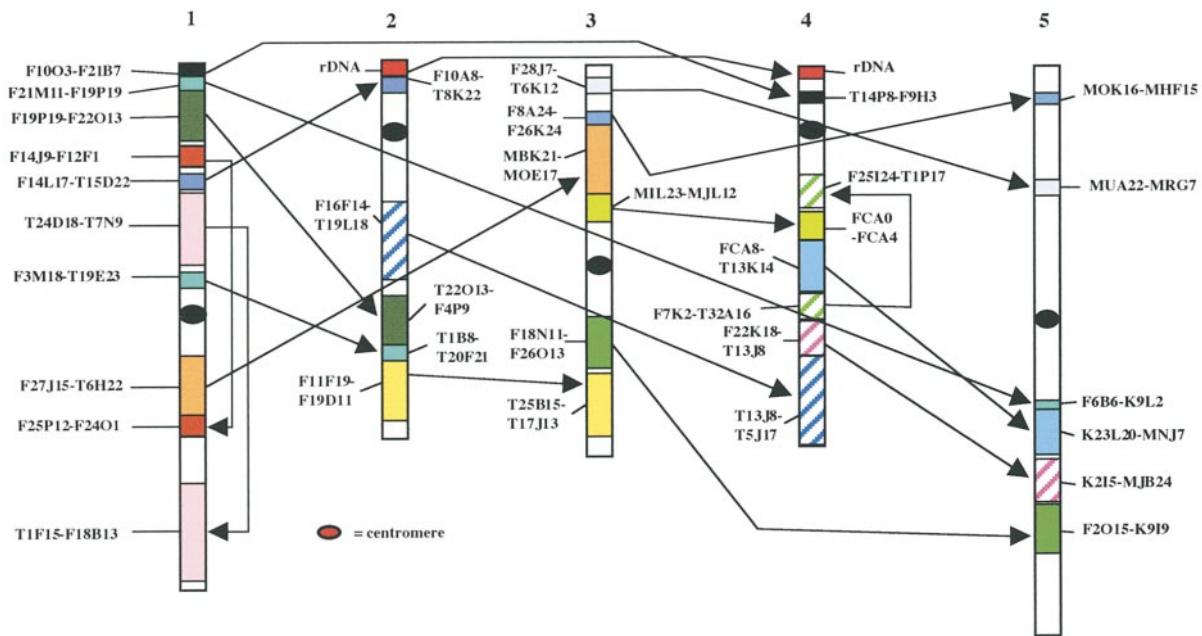 1
2
3
4
5
F10O3-F21B7
F21M11-F19P19
F19P19-F22O13
F14J9-F12F1
F14L17-T15D22
T24D18-T7N9
F3M18-T19E23
F27J15-T6H22
F25P12-F24O1
T1F15-F18B13
rDNA
F10A8-
T8K22
F16F14-
T19L18
T22O13-
F4P9
T1B8-
T20F21
F11F19-
F19D11
F28J7-
T6K12
F8A24-
F26K24
MBK21-
MOE17
MIL23-MJL12
F18N11-
F26O13
T25B15-
T17J13
rDNA
T14P8-F9H3
F25I24-T1P17
FCA0
-FCA4
FCA8-
T13K14
F7K2-T32A16
F22K18-
T13J8
T13J8-
T5J17
MOK16-MHF15
MUA22-MRG7
F6B6-K9L2
K23L20-MNJ7
K2I5-MJB24
F2O15-K9I9
= centromere